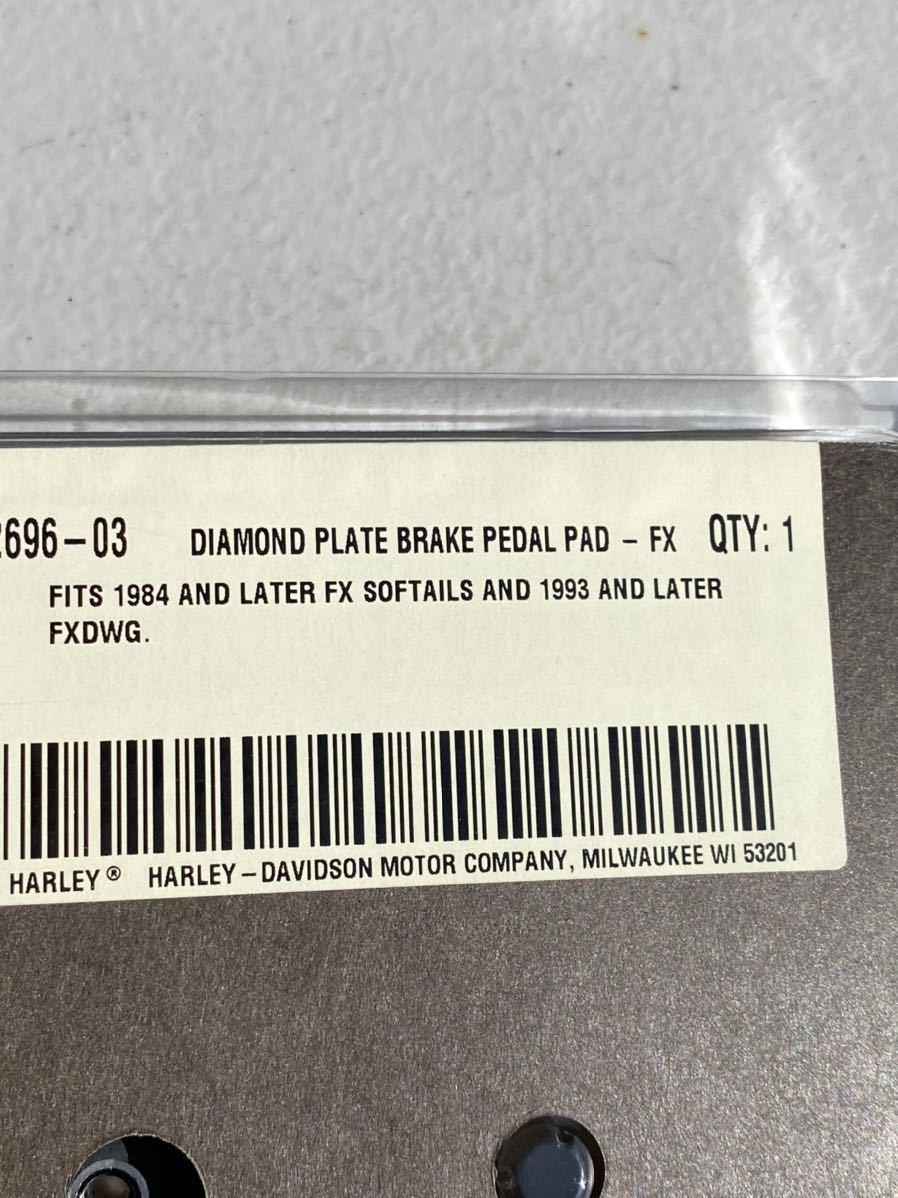 2696-03 DIAMOND PLATE BRAKE PEDAL PAD - FX QTY: 1
FITS 1984 AND LATER FX SOFTAILS AND 1993 AND LATER
FXDWG.
HARLEY® HARLEY-DAVIDSON MOTOR COMPANY, MILWAUKEE WI 53201